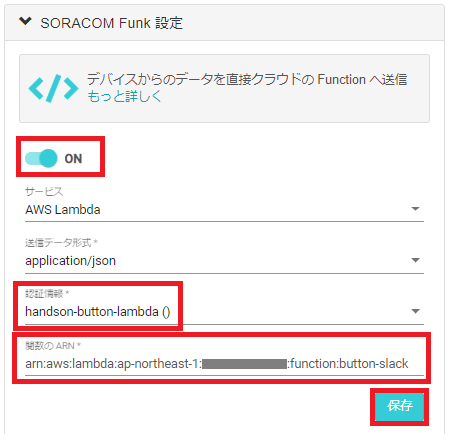 SORACOM Funk 設定
デバイスからのデータを直接クラウドの Function へ送信
もっと詳しく
ON
サービス
AWS Lambda
送信データ形式 *
application/json
認証情報 *
handson-button-lambda ()
関数の ARN *
arn:aws:lambda:ap-northeast-1: :function:button-slack
保存